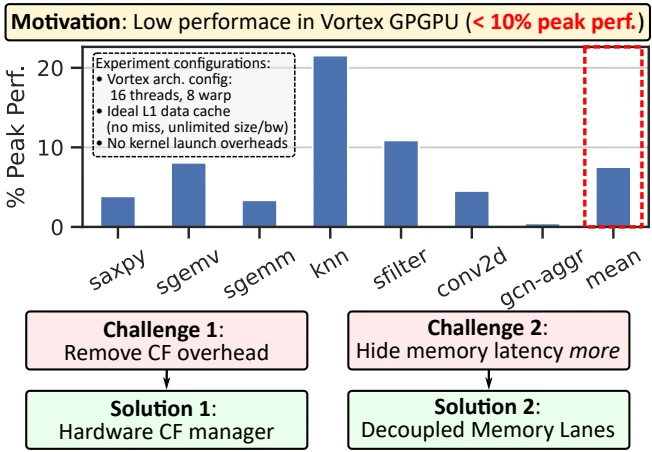 Motivation: Low performace in Vortex GPGPU (< 10% peak perf.)
% Peak Perf.
20
10
0
Experiment configurations:
• Vortex arch. config:
16 threads, 8 warp
• Ideal L1 data cache
(no miss, unlimited size/bw)
• No kernel launch overheads
saxpy
sgemv
sgemm
knn
sfilter
conv2d
gcn-aggr
mean
Challenge 1:
Remove CF overhead
Solution 1:
Hardware CF manager
Challenge 2:
Hide memory latency more
Solution 2:
Decoupled Memory Lanes